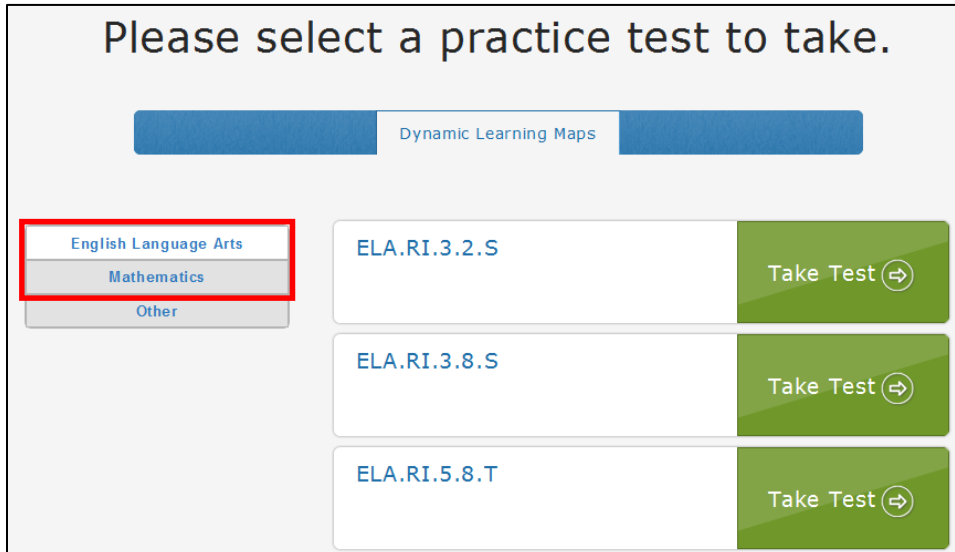 Please select a practice test to take.
Dynamic Learning Maps
English Language Arts
Mathematics
Other
ELA.RI.3.2.S
Take Test
ELA.RI.3.8.S
Take Test
ELA.RI.5.8.T
Take Test